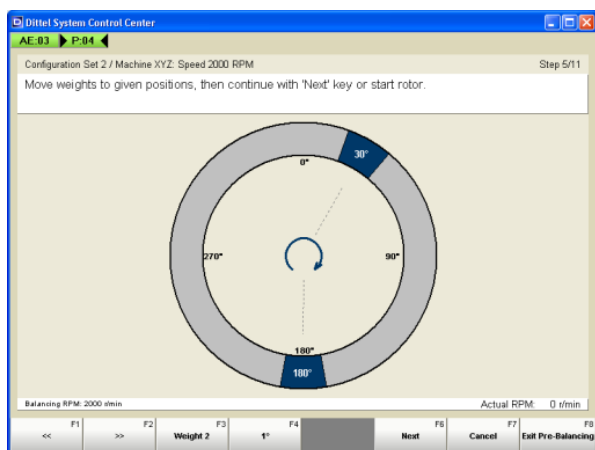 Dittel System Control Center
AE:03 P:04
Configuration Set 2 / Machine XYZ: Speed 2000 RPM Step 5/11
Move weights to given positions, then continue with 'Next' key or start rotor.
30°
0°
270° 90°
180°
180°
Balancing RPM: 2000 r/min Actual RPM: 0 r/min
F1 F2 F3 F4 F6 F7 F8
<< >> Weight 2 1° Next Cancel Exit Pre-Balancing